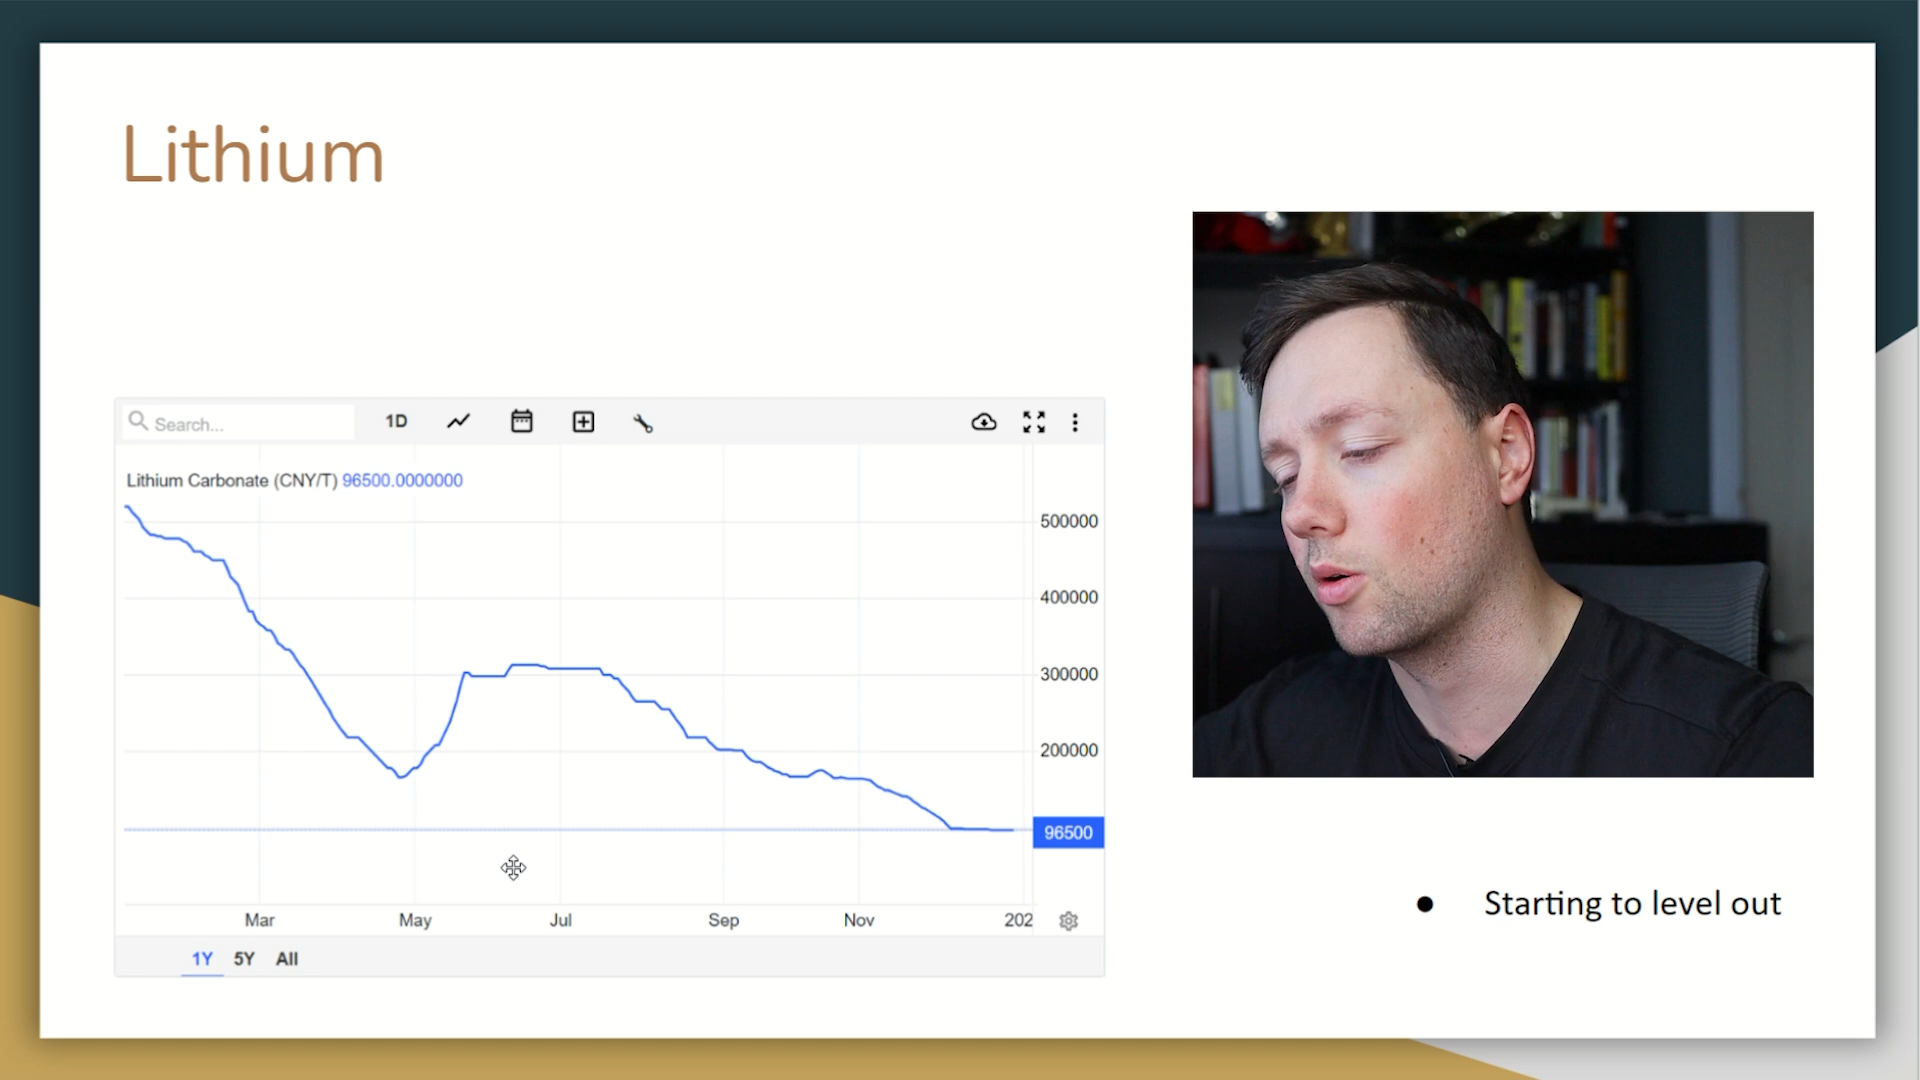 Lithium
Search...
1D
Lithium Carbonate (CNY/T) 96500.0000000
500000
400000
300000
200000
96500
Mar May Jul Sep Nov 202
1Y 5Y All
● Starting to level out